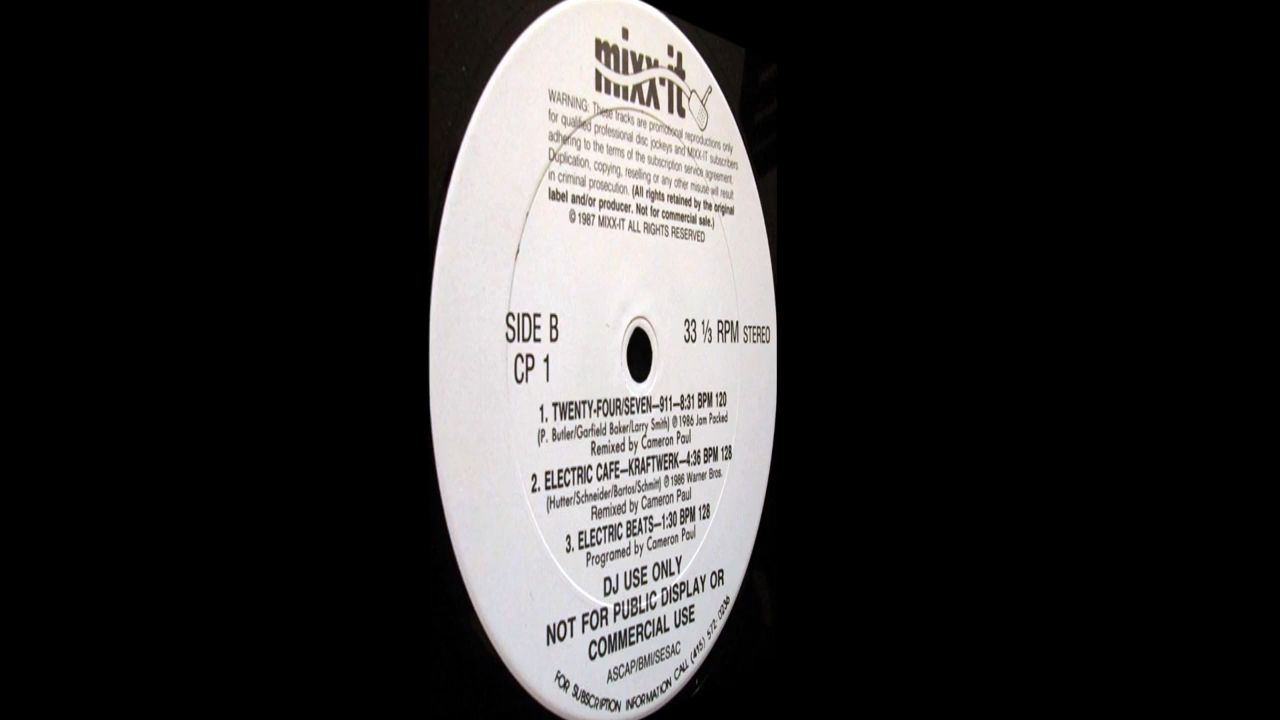 mixx-it
WARNING: These tracks are promotional reproductions only
for qualified professional disc jockeys and MIXX-IT subscribers
adhering to the terms of the subscription service agreement.
Duplication, copying, reselling or any other misuse will result
in criminal prosecution. (All rights retained by the original
label and/or producer. Not for commercial sale.)
© 1987 MIXX-IT ALL RIGHTS RESERVED
SIDE B
CP 1
33 ⅓ RPM STEREO
1. TWENTY-FOUR/SEVEN—911—8:31 BPM 120
(P. Butler/Garfield Baker/Larry Smith) ℗ 1986 Jam Packed
Remixed by Cameron Paul
2. ELECTRIC CAFE—KRAFTWERK—4:36 BPM 128
(Hutter/Schneider/Bartos/Schmitt) ℗ 1986 Warner Bros.
Remixed by Cameron Paul
3. ELECTRIC BEATS—1:30 BPM 128
Programed by Cameron Paul
DJ USE ONLY
NOT FOR PUBLIC DISPLAY OR
COMMERCIAL USE
ASCAP/BMI/SESAC
FOR SUBSCRIPTION INFORMATION CALL (415) 572-0236